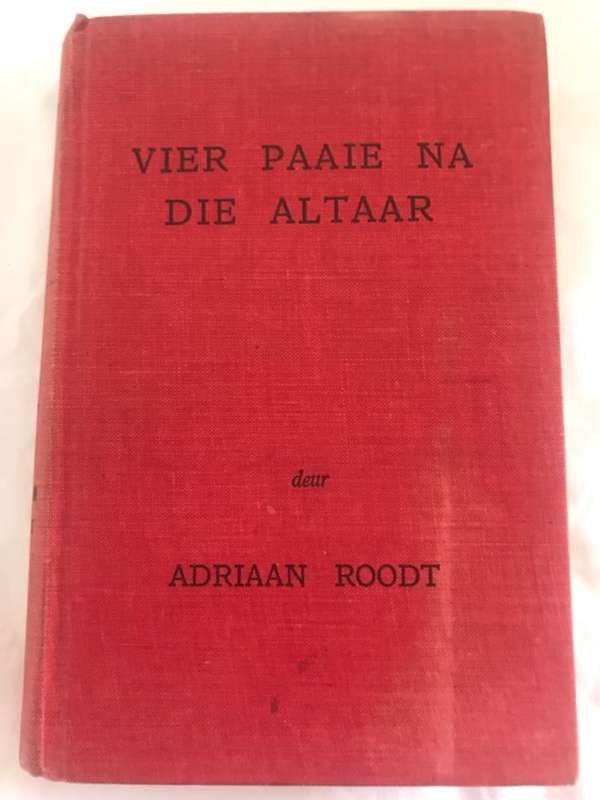 VIER PAAIE NA
DIE ALTAAR
deur
ADRIAAN ROODT